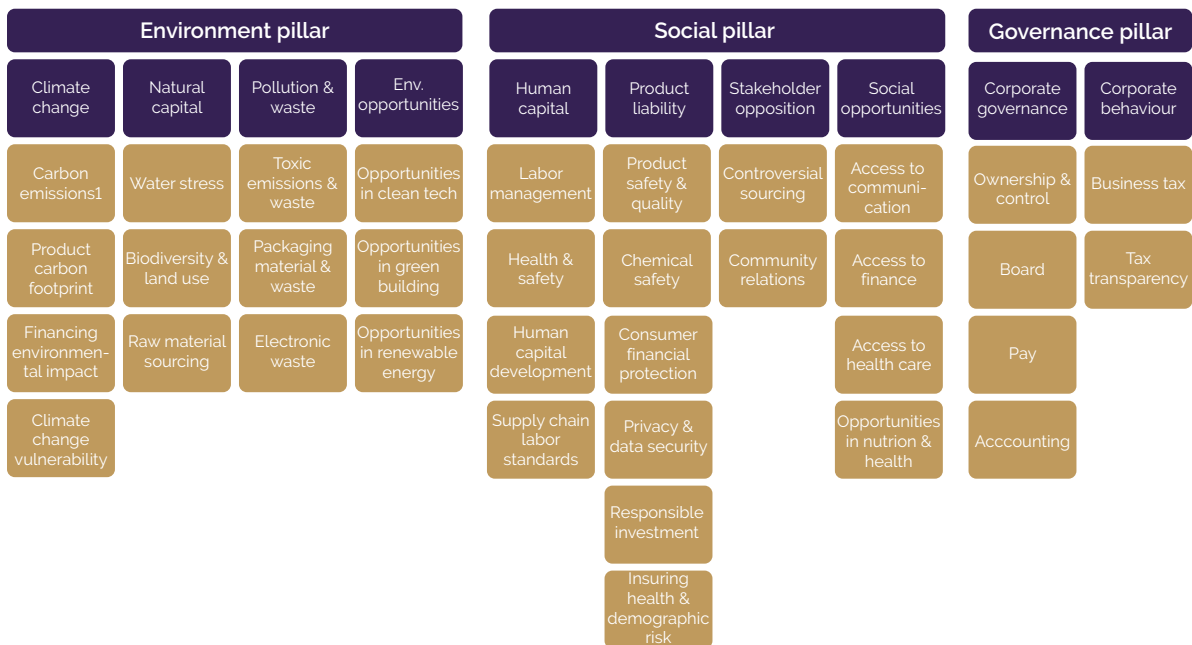 Environment pillar
Climate
change
Natural
capital
Pollution &
waste
Env.
opportunities
Carbon
emissions1
Water stress
Toxic
emissions &
waste
Opportunities
in clean tech
Product
carbon
footprint
Biodiversity &
land use
Packaging
material &
waste
Opportunities
in green
building
Financing
environmen-
tal impact
Raw material
sourcing
Electronic
waste
Opportunities
in renewable
energy
Climate
change
vulnerability
Social pillar
Human
capital
Product
liability
Stakeholder
opposition
Social
opportunities
Labor
management
Product
safety &
quality
Controversial
sourcing
Access to
communi-
cation
Health &
safety
Chemical
safety
Community
relations
Access to
finance
Human
capital
development
Consumer
financial
protection
Access to
health care
Supply chain
labor
standards
Privacy &
data security
Opportunities
in nutrion &
health
Responsible
investment
Insuring
health &
demographic
risk
Governance pillar
Corporate
governance
Corporate
behaviour
Ownership &
control
Business tax
Board
Tax
transparency
Pay
Acccounting